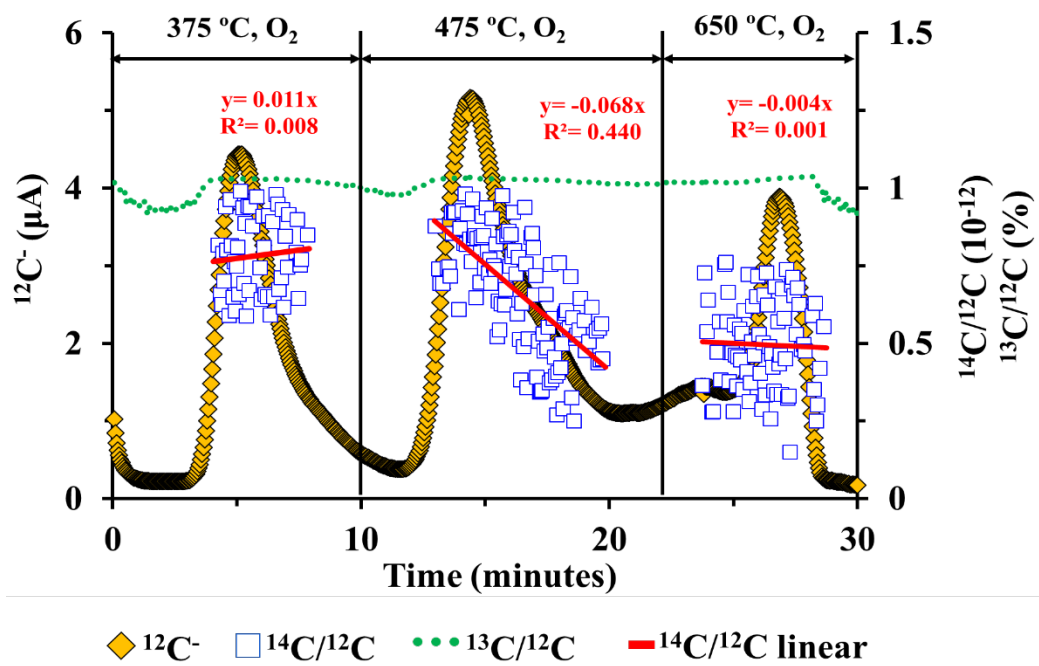 375 ºC, O₂ 475 ºC, O₂ 650 ºC, O₂
y= 0.011x
R²= 0.008
y= -0.068x
R²= 0.440
y= -0.004x
R²= 0.001
¹²C⁻ (µA)
6
4
2
0
1.5
1
0.5
0
¹⁴C/¹²C (10⁻¹²)
¹³C/¹²C (%)
0 10 20 30
Time (minutes)
¹²C⁻ ¹⁴C/¹²C ¹³C/¹²C ¹⁴C/¹²C linear